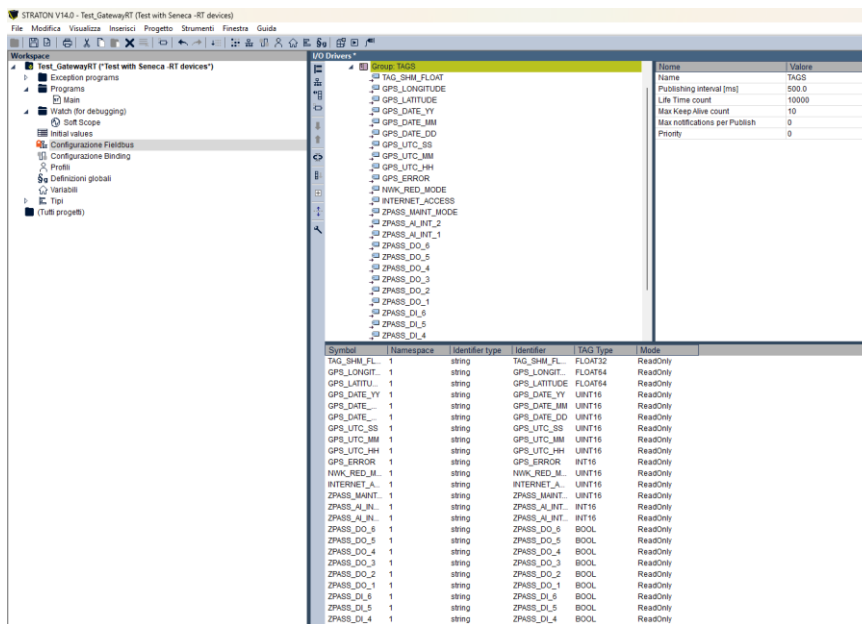 STRATON V14.0 - Test_GatewayRT (Test with Seneca -RT devices)
File Modifica Visualizza Inserisci Progetto Strumenti Finestra Guida
Workspace
Test_GatewayRT ("Test with Seneca -RT devices")
Exception programs
Programs
Main
Watch (for debugging)
Soft Scope
Initial values
Configurazione Fieldbus
Configurazione Binding
Profili
Definizioni globali
Variabili
Tipi
(Tutti progetti)
I/O Drivers *
Group: TAGS
TAG_SHM_FLOAT
GPS_LONGITUDE
GPS_LATITUDE
GPS_DATE_YY
GPS_DATE_MM
GPS_DATE_DD
GPS_UTC_SS
GPS_UTC_MM
GPS_UTC_HH
GPS_ERROR
NWK_RED_MODE
INTERNET_ACCESS
ZPASS_MAINT_MODE
ZPASS_AI_INT_2
ZPASS_AI_INT_1
ZPASS_DO_6
ZPASS_DO_5
ZPASS_DO_4
ZPASS_DO_3
ZPASS_DO_2
ZPASS_DO_1
ZPASS_DI_6
ZPASS_DI_5
ZPASS_DI_4
Nome Valore
Name TAGS
Publishing interval [ms] 500.0
Life Time count 10000
Max Keep Alive count 10
Max notifications per Publish 0
Priority 0
Symbol Namespace Identifier type Identifier TAG Type Mode
TAG_SHM_FL... 1 string TAG_SHM_FL... FLOAT32 ReadOnly
GPS_LONGIT... 1 string GPS_LONGIT... FLOAT64 ReadOnly
GPS_LATITU... 1 string GPS_LATITUDE FLOAT64 ReadOnly
GPS_DATE_YY 1 string GPS_DATE_YY UINT16 ReadOnly
GPS_DATE_... 1 string GPS_DATE_MM UINT16 ReadOnly
GPS_DATE_... 1 string GPS_DATE_DD UINT16 ReadOnly
GPS_UTC_SS 1 string GPS_UTC_SS UINT16 ReadOnly
GPS_UTC_MM 1 string GPS_UTC_MM UINT16 ReadOnly
GPS_UTC_HH 1 string GPS_UTC_HH UINT16 ReadOnly
GPS_ERROR 1 string GPS_ERROR INT16 ReadOnly
NWK_RED_M... 1 string NWK_RED_M... UINT16 ReadOnly
INTERNET_A... 1 string INTERNET_A... UINT16 ReadOnly
ZPASS_MAINT... 1 string ZPASS_MAINT... UINT16 ReadOnly
ZPASS_AI_IN... 1 string ZPASS_AI_INT... INT16 ReadOnly
ZPASS_AI_IN... 1 string ZPASS_AI_INT... INT16 ReadOnly
ZPASS_DO_6 1 string ZPASS_DO_6 BOOL ReadOnly
ZPASS_DO_5 1 string ZPASS_DO_5 BOOL ReadOnly
ZPASS_DO_4 1 string ZPASS_DO_4 BOOL ReadOnly
ZPASS_DO_3 1 string ZPASS_DO_3 BOOL ReadOnly
ZPASS_DO_2 1 string ZPASS_DO_2 BOOL ReadOnly
ZPASS_DO_1 1 string ZPASS_DO_1 BOOL ReadOnly
ZPASS_DI_6 1 string ZPASS_DI_6 BOOL ReadOnly
ZPASS_DI_5 1 string ZPASS_DI_5 BOOL ReadOnly
ZPASS_DI_4 1 string ZPASS_DI_4 BOOL ReadOnly